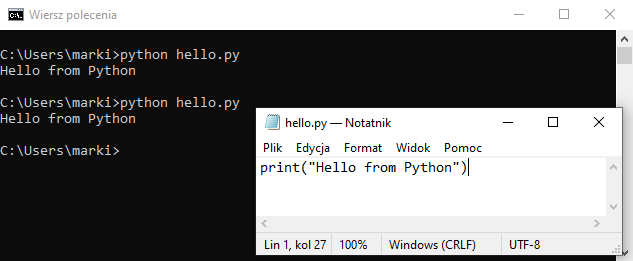 Wiersz polecenia
C:\Users\marki>python hello.py
Hello from Python
C:\Users\marki>python hello.py
Hello from Python
C:\Users\marki>
hello.py — Notatnik
Plik Edycja Format Widok Pomoc
print("Hello from Python")
Lin 1, kol 27 100% Windows (CRLF) UTF-8